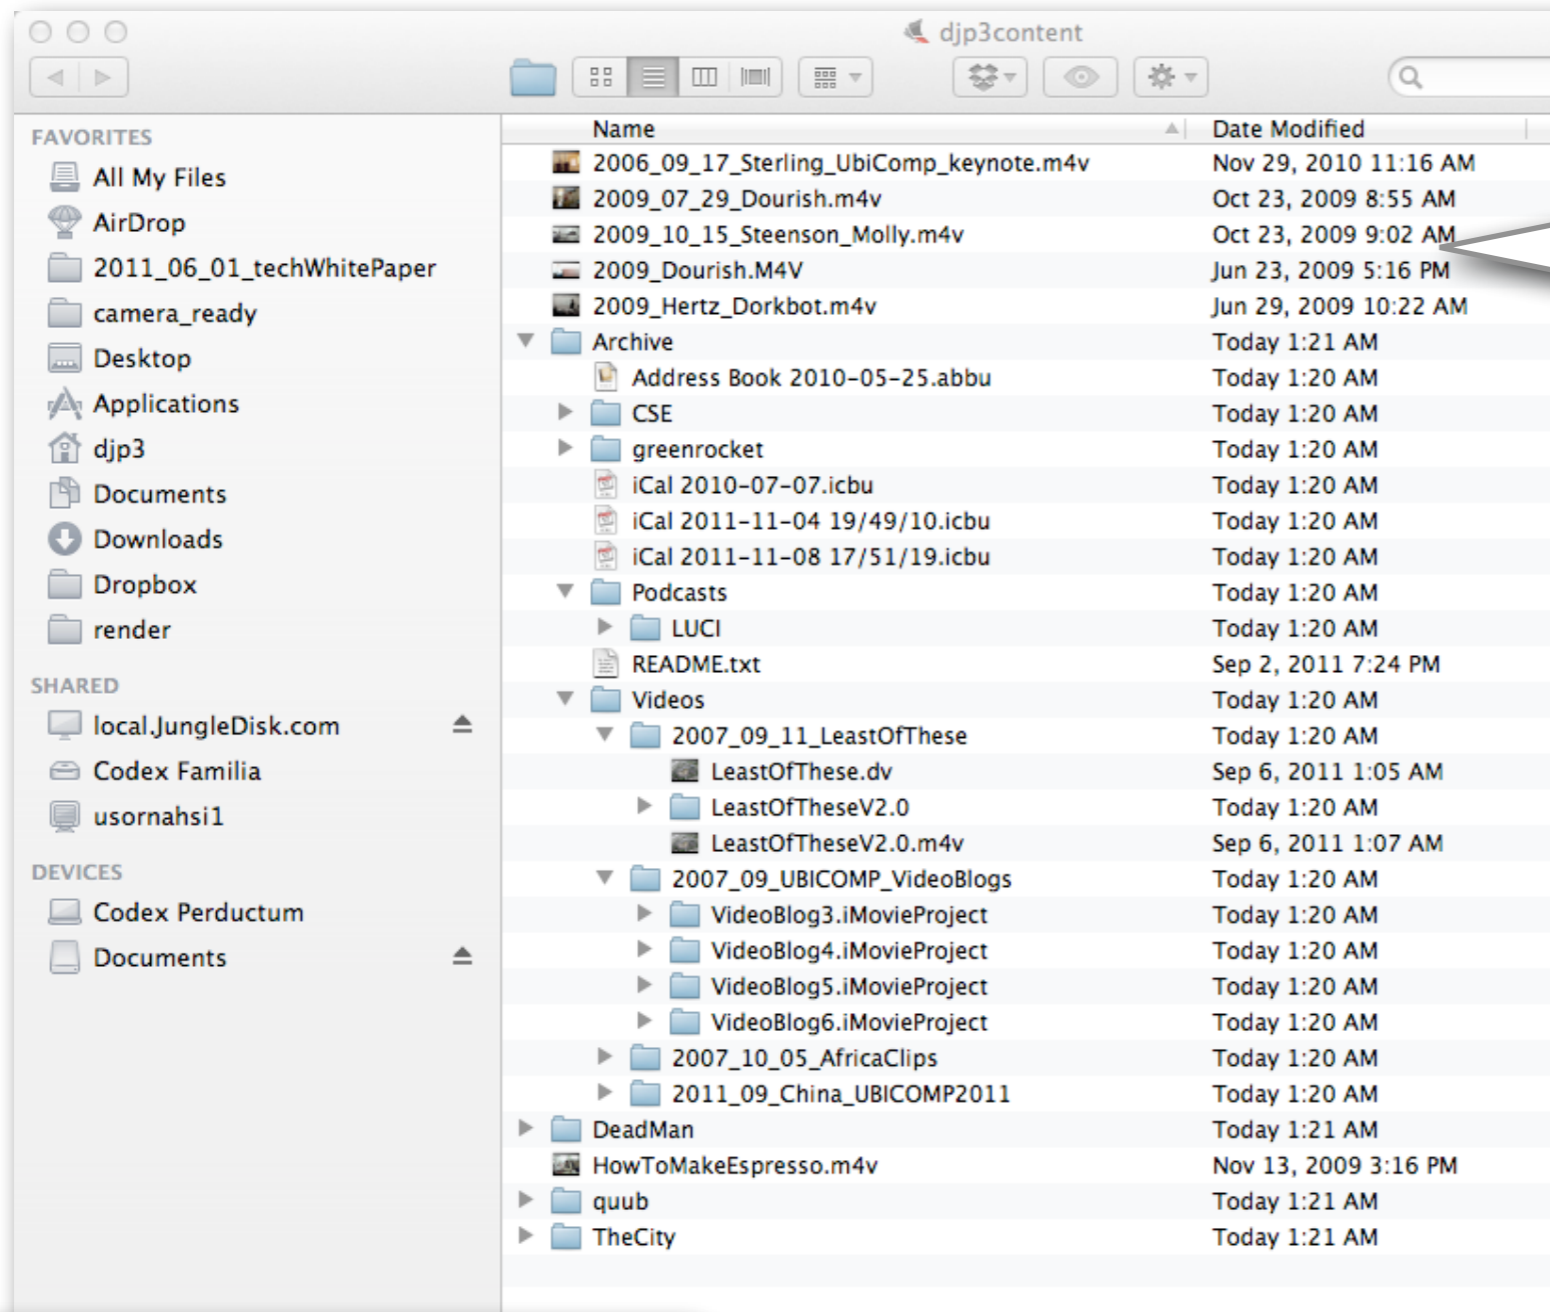 djp3content
FAVORITES
All My Files
AirDrop
2011_06_01_techWhitePaper
camera_ready
Desktop
Applications
djp3
Documents
Downloads
Dropbox
render
SHARED
local.JungleDisk.com
Codex Familia
usornahsi1
DEVICES
Codex Perductum
Documents
Name Date Modified
2006_09_17_Sterling_UbiComp_keynote.m4v Nov 29, 2010 11:16 AM
2009_07_29_Dourish.m4v Oct 23, 2009 8:55 AM
2009_10_15_Steenson_Molly.m4v Oct 23, 2009 9:02 AM
2009_Dourish.M4V Jun 23, 2009 5:16 PM
2009_Hertz_Dorkbot.m4v Jun 29, 2009 10:22 AM
Archive Today 1:21 AM
Address Book 2010-05-25.abbu Today 1:20 AM
CSE Today 1:20 AM
greenrocket Today 1:20 AM
iCal 2010-07-07.icbu Today 1:20 AM
iCal 2011-11-04 19/49/10.icbu Today 1:20 AM
iCal 2011-11-08 17/51/19.icbu Today 1:20 AM
Podcasts Today 1:20 AM
LUCI Today 1:20 AM
README.txt Sep 2, 2011 7:24 PM
Videos Today 1:20 AM
2007_09_11_LeastOfThese Today 1:20 AM
LeastOfThese.dv Sep 6, 2011 1:05 AM
LeastOfTheseV2.0 Today 1:20 AM
LeastOfTheseV2.0.m4v Sep 6, 2011 1:07 AM
2007_09_UBICOMP_VideoBlogs Today 1:20 AM
VideoBlog3.iMovieProject Today 1:20 AM
VideoBlog4.iMovieProject Today 1:20 AM
VideoBlog5.iMovieProject Today 1:20 AM
VideoBlog6.iMovieProject Today 1:20 AM
2007_10_05_AfricaClips Today 1:20 AM
2011_09_China_UBICOMP2011 Today 1:20 AM
DeadMan Today 1:21 AM
HowToMakeEspresso.m4v Nov 13, 2009 3:16 PM
quub Today 1:21 AM
TheCity Today 1:21 AM